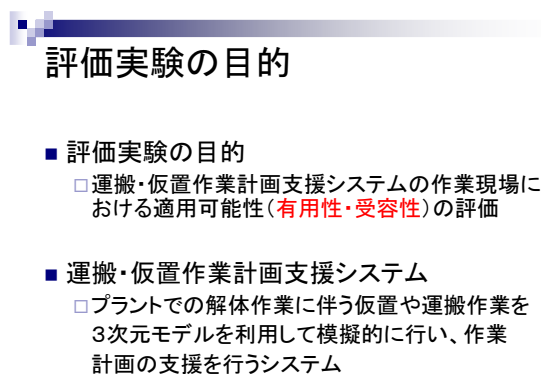 評価実験の目的
■ 評価実験の目的
□運搬・仮置作業計画支援システムの作業現場に
おける適用可能性(有用性・受容性)の評価
■ 運搬・仮置作業計画支援システム
□プラントでの解体作業に伴う仮置や運搬作業を
3次元モデルを利用して模擬的に行い、作業
計画の支援を行うシステム